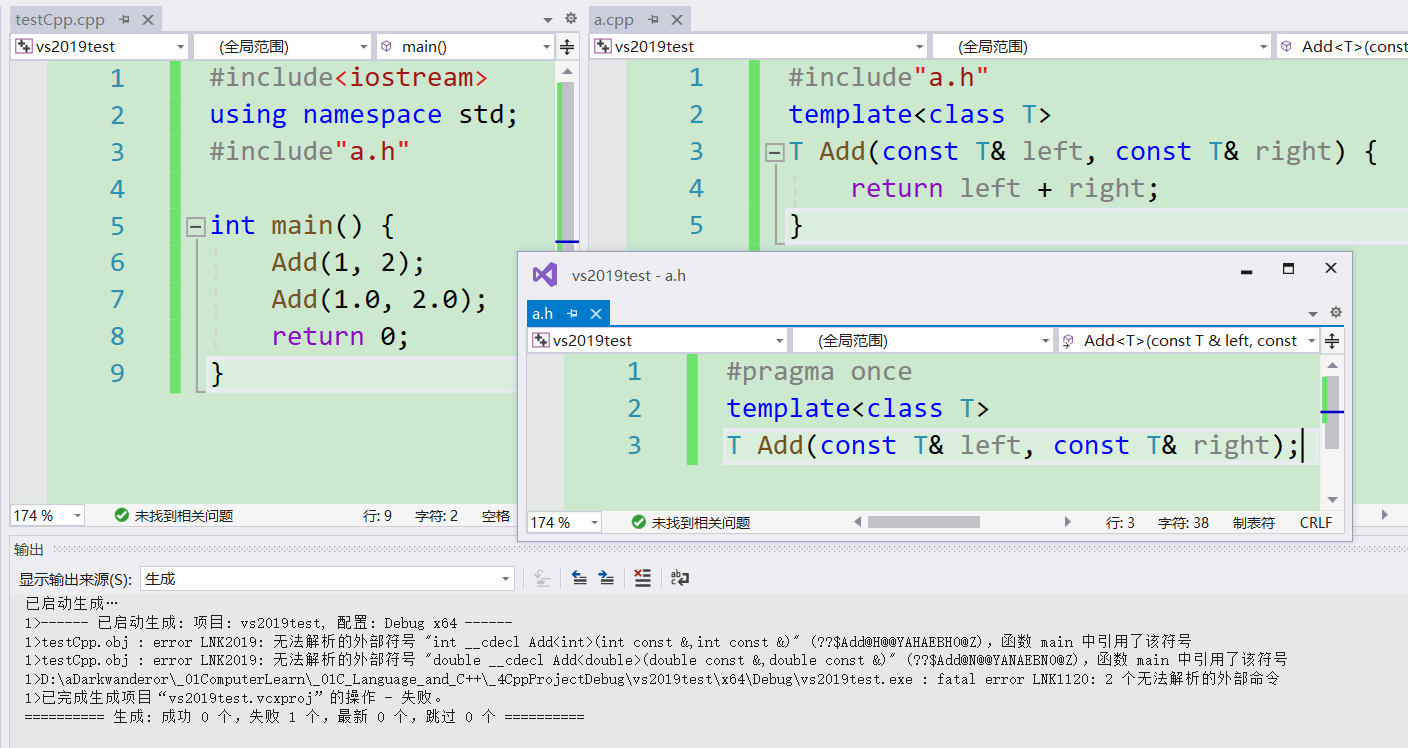 testCpp.cpp
vs2019test (全局范围) main()
1 #include<iostream>
2 using namespace std;
3 #include"a.h"
4
5 int main() {
6 Add(1, 2);
7 Add(1.0, 2.0);
8 return 0;
9 }
174 % 未找到相关问题 行: 9 字符: 2 空格
a.cpp
vs2019test (全局范围) Add<T>(const
1 #include"a.h"
2 template<class T>
3 T Add(const T& left, const T& right) {
4 return left + right;
5 }
vs2019test - a.h
a.h
vs2019test (全局范围) Add<T>(const T & left, const
1 #pragma once
2 template<class T>
3 T Add(const T& left, const T& right);
174 % 未找到相关问题 行: 3 字符: 38 制表符 CRLF
输出
显示输出来源(S): 生成
已启动生成…
1>------ 已启动生成: 项目: vs2019test, 配置: Debug x64 ------
1>testCpp.obj : error LNK2019: 无法解析的外部符号 "int __cdecl Add<int>(int const &,int const &)" (??$Add@H@@YAHAEBH0@Z)，函数 main 中引用了该符号
1>testCpp.obj : error LNK2019: 无法解析的外部符号 "double __cdecl Add<double>(double const &,double const &)" (??$Add@N@@YANAEBN0@Z)，函数 main 中引用了该符号
1>D:\aDarkwanderor\_01ComputerLearn\_01C_Language_and_C++\_4CppProjectDebug\vs2019test\x64\Debug\vs2019test.exe : fatal error LNK1120: 2 个无法解析的外部命令
1>已完成生成项目“vs2019test.vcxproj”的操作 - 失败。
========== 生成: 成功 0 个，失败 1 个，最新 0 个，跳过 0 个 ==========